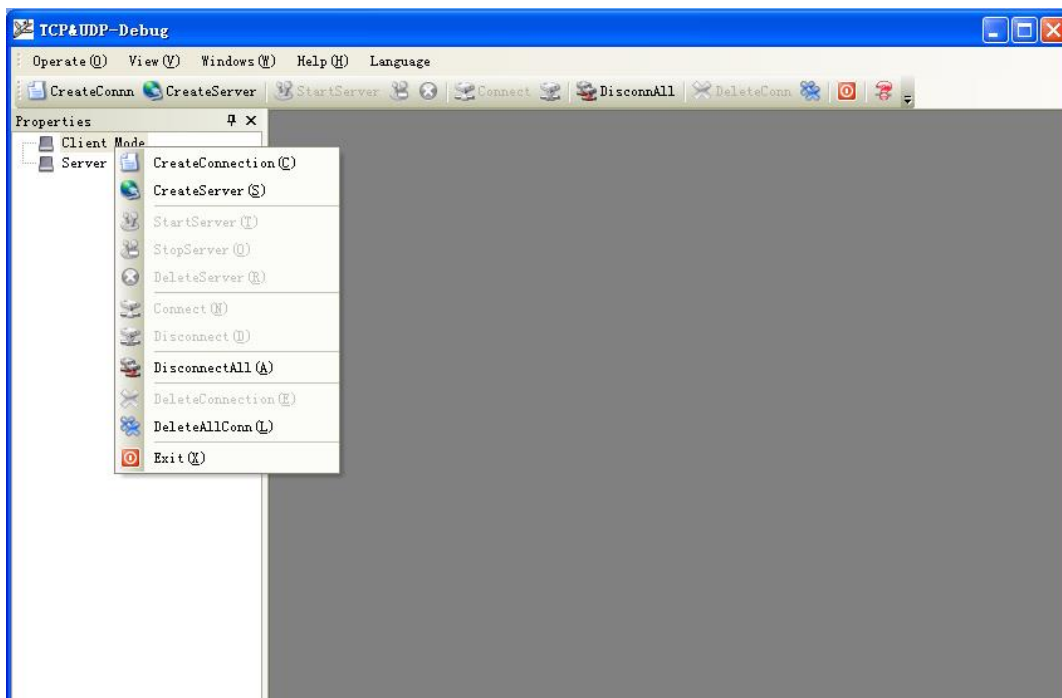 TCP&UDP-Debug
Operate(O) View(V) Windows(W) Help(H) Language
CreateConnn CreateServer StartServer Connect DisconnAll DeleteConn
Properties
Client Mode
Server
CreateConnection(C)
CreateServer(S)
StartServer(T)
StopServer(O)
DeleteServer(R)
Connect(N)
Disconnect(D)
DisconnectAll(A)
DeleteConnection(E)
DeleteAllConn(L)
Exit(X)